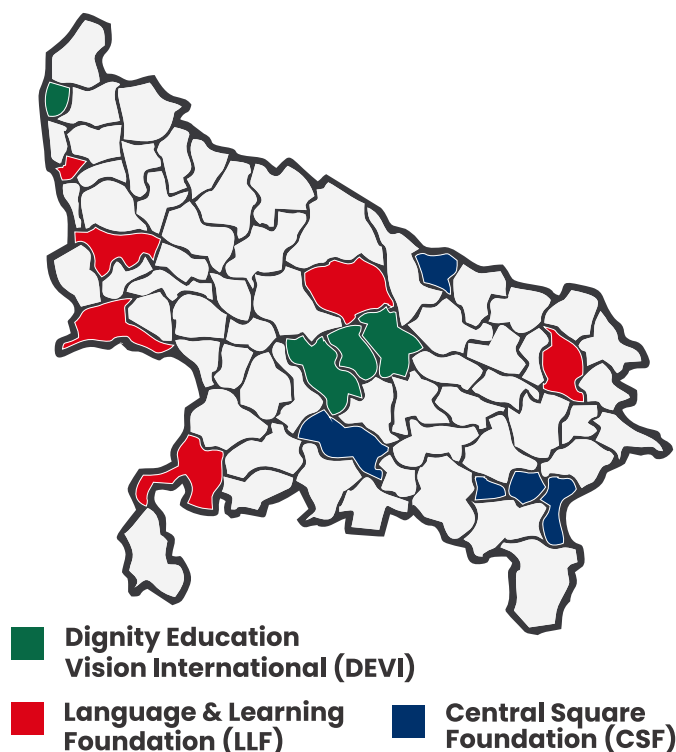 Dignity Education
Vision International (DEVI)
Language & Learning
Foundation (LLF)
Central Square
Foundation (CSF)